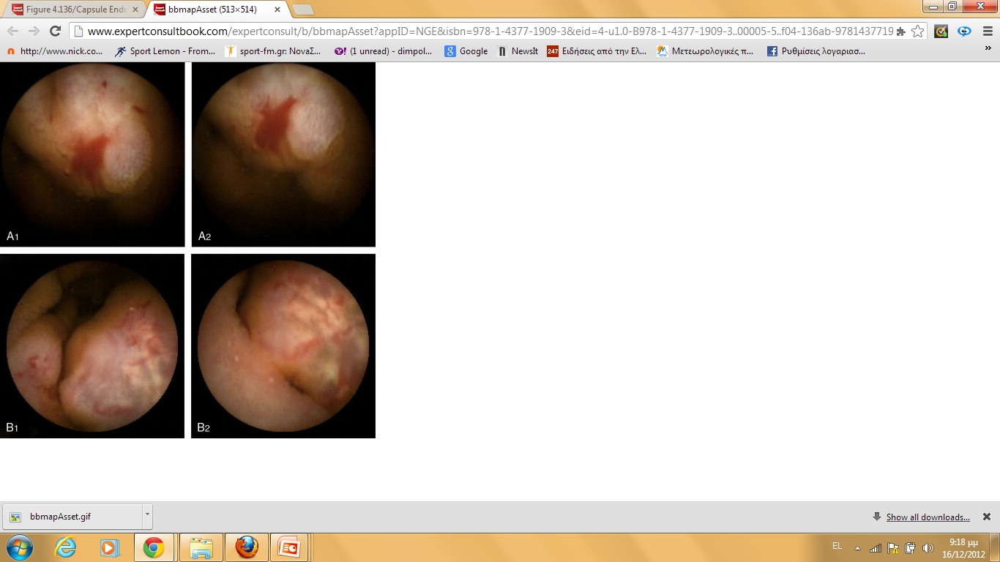 Figure 4.136/Capsule Endo
bbmapAsset (513×514)
www.expertconsultbook.com/expertconsult/b/bbmapAsset?appID=NGE&isbn=978-1-4377-1909-3&eid=4-u1.0-B978-1-4377-1909-3..00005-5..f04-136ab-9781437719
http://www.nick.co...
Sport Lemon - From...
sport-fm.gr: NovaΣ...
(1 unread) - dimpol...
Google
NewsIt
247
Ειδήσεις από την Ελ...
Μετεωρολογικές π...
Ρυθμίσεις λογαριασ...
»
A1
A2
B1
B2
bbmapAsset.gif
Show all downloads...
EL
9:18 μμ
16/12/2012